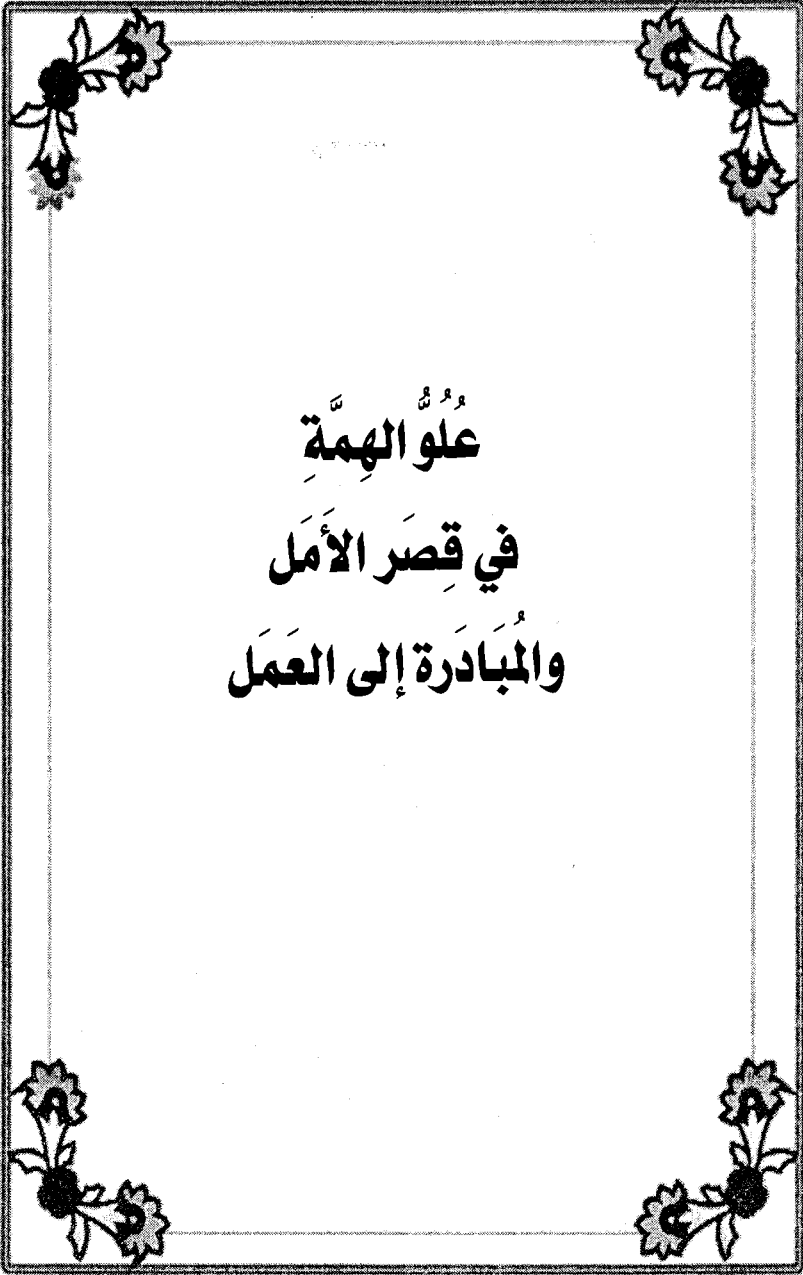 عُلُوُّ الهِمَّةِ
في قِصَر الأَمَل
والمُبَادَرة إلى العَمَل